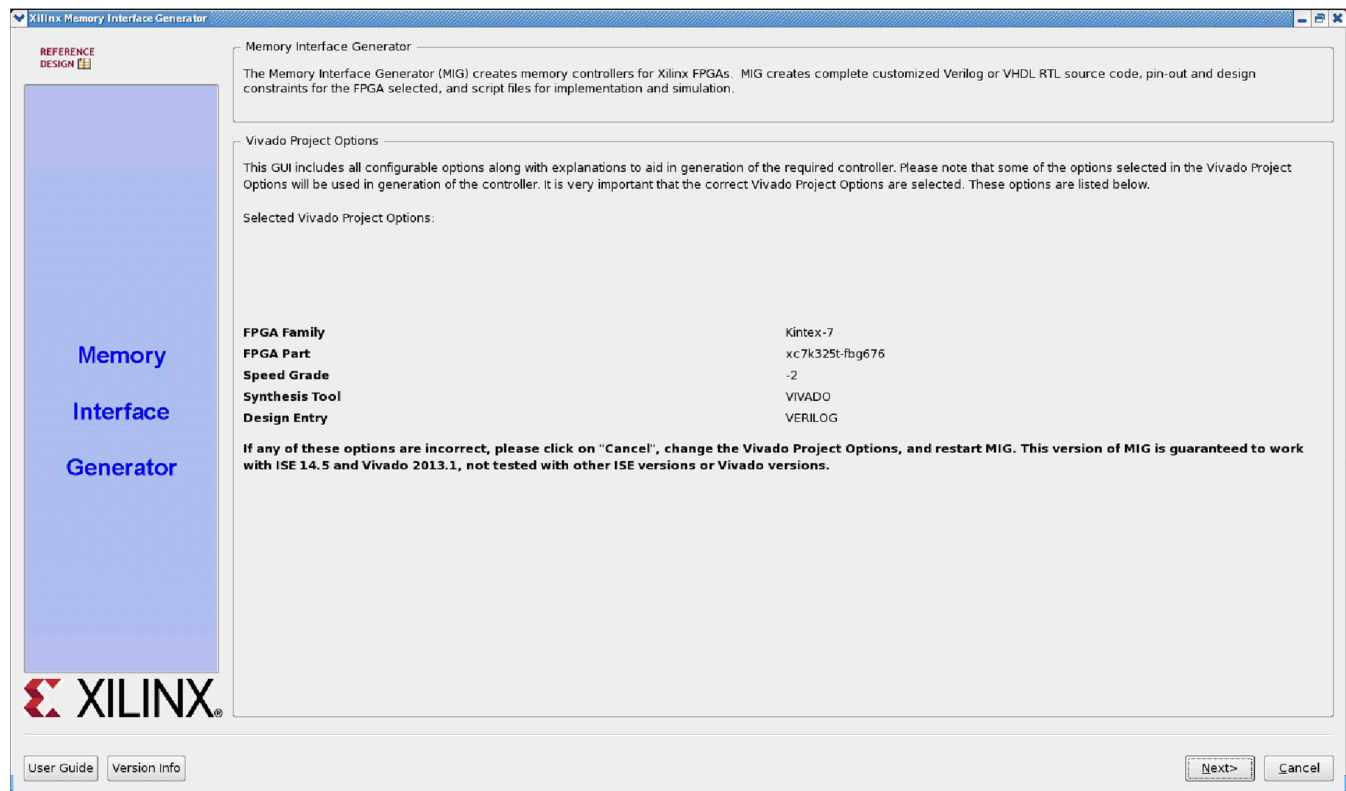 Xilinx Memory Interface Generator
REFERENCE
DESIGN
Memory Interface Generator
The Memory Interface Generator (MIG) creates memory controllers for Xilinx FPGAs. MIG creates complete customized Verilog or VHDL RTL source code, pin-out and design
constraints for the FPGA selected, and script files for implementation and simulation.
Vivado Project Options
This GUI includes all configurable options along with explanations to aid in generation of the required controller. Please note that some of the options selected in the Vivado Project
Options will be used in generation of the controller. It is very important that the correct Vivado Project Options are selected. These options are listed below.
Selected Vivado Project Options:
FPGA Family Kintex-7
FPGA Part xc7k325t-fbg676
Speed Grade -2
Synthesis Tool VIVADO
Design Entry VERILOG
If any of these options are incorrect, please click on "Cancel", change the Vivado Project Options, and restart MIG. This version of MIG is guaranteed to work
with ISE 14.5 and Vivado 2013.1, not tested with other ISE versions or Vivado versions.
Memory
Interface
Generator
XILINX®
User Guide Version Info Next> Cancel